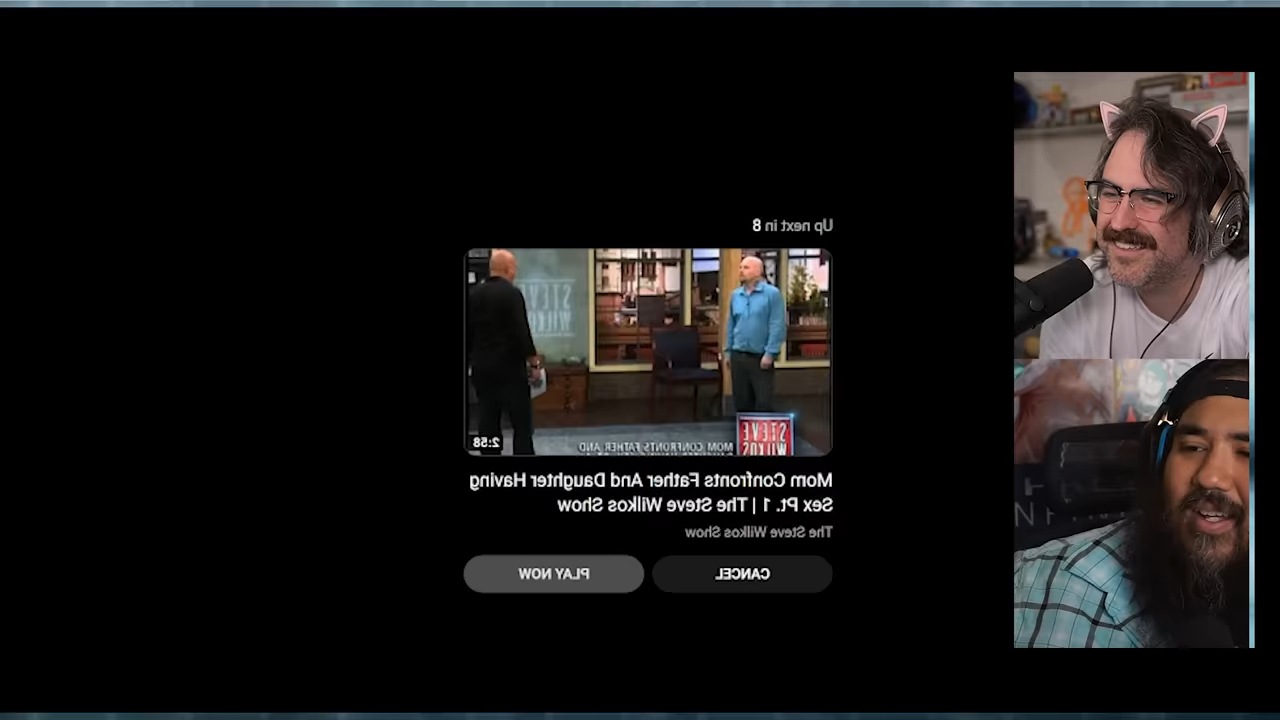 Up next in 8
STEVE
WILKOS
2:58
MOM CONFRONTS FATHER AND
STEVE
WILKOS
Mom Confronts Father And Daughter Having
Sex Pt. 1 | The Steve Wilkos Show
The Steve Wilkos Show
CANCEL
PLAY NOW